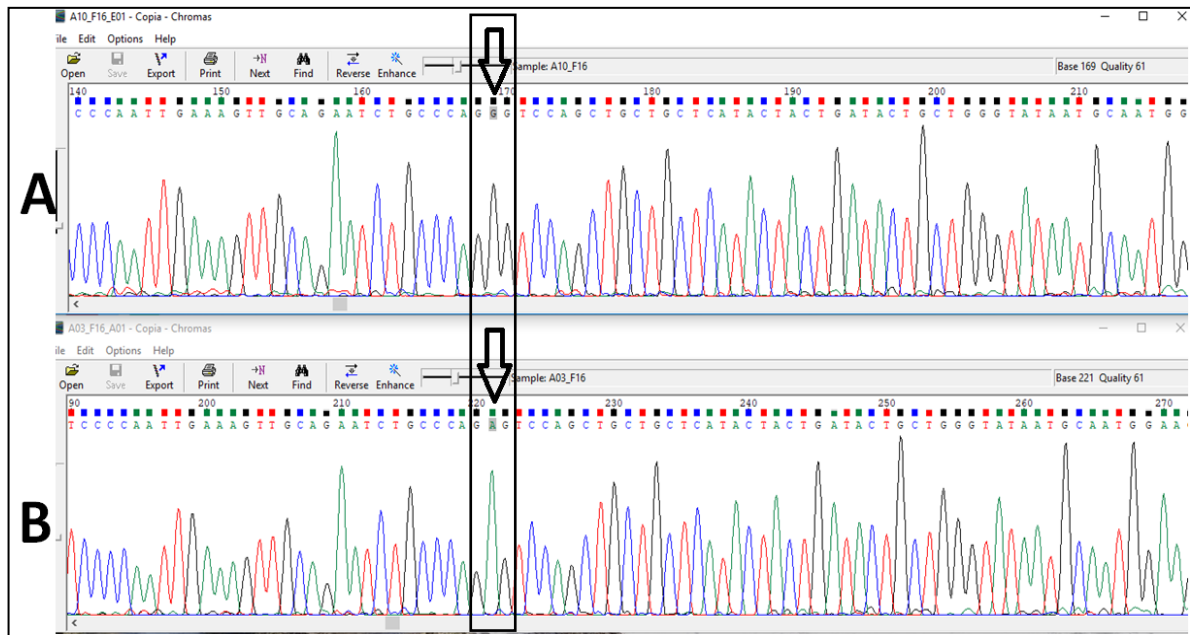 A10_F16_E01 - Copia - Chromas
ile Edit Options Help
Open Save Export Print Next Find Reverse Enhance Sample: A10_F16 Base 169 Quality 61
140 150 160 170 180 190 200 210
C C C A A T T G A A A G T T G C A G A A T C T G C C C A G G G T C C A G C T G C T G C T C A T A C T A C T G A T A C T G C T G G G T A T A A T G C A A T G G
A
A03_F16_A01 - Copia - Chromas
ile Edit Options Help
Open Save Export Print Next Find Reverse Enhance Sample: A03_F16 Base 221 Quality 61
90 200 210 220 230 240 250 260 270
T C C C C A A T T G A A A G T T G C A G A A T C T G C C C A G A G T C C A G C T G C T G C T C A T A C T A C T G A T A C T G C T G G G T A T A A T G C A A T G G A A
B